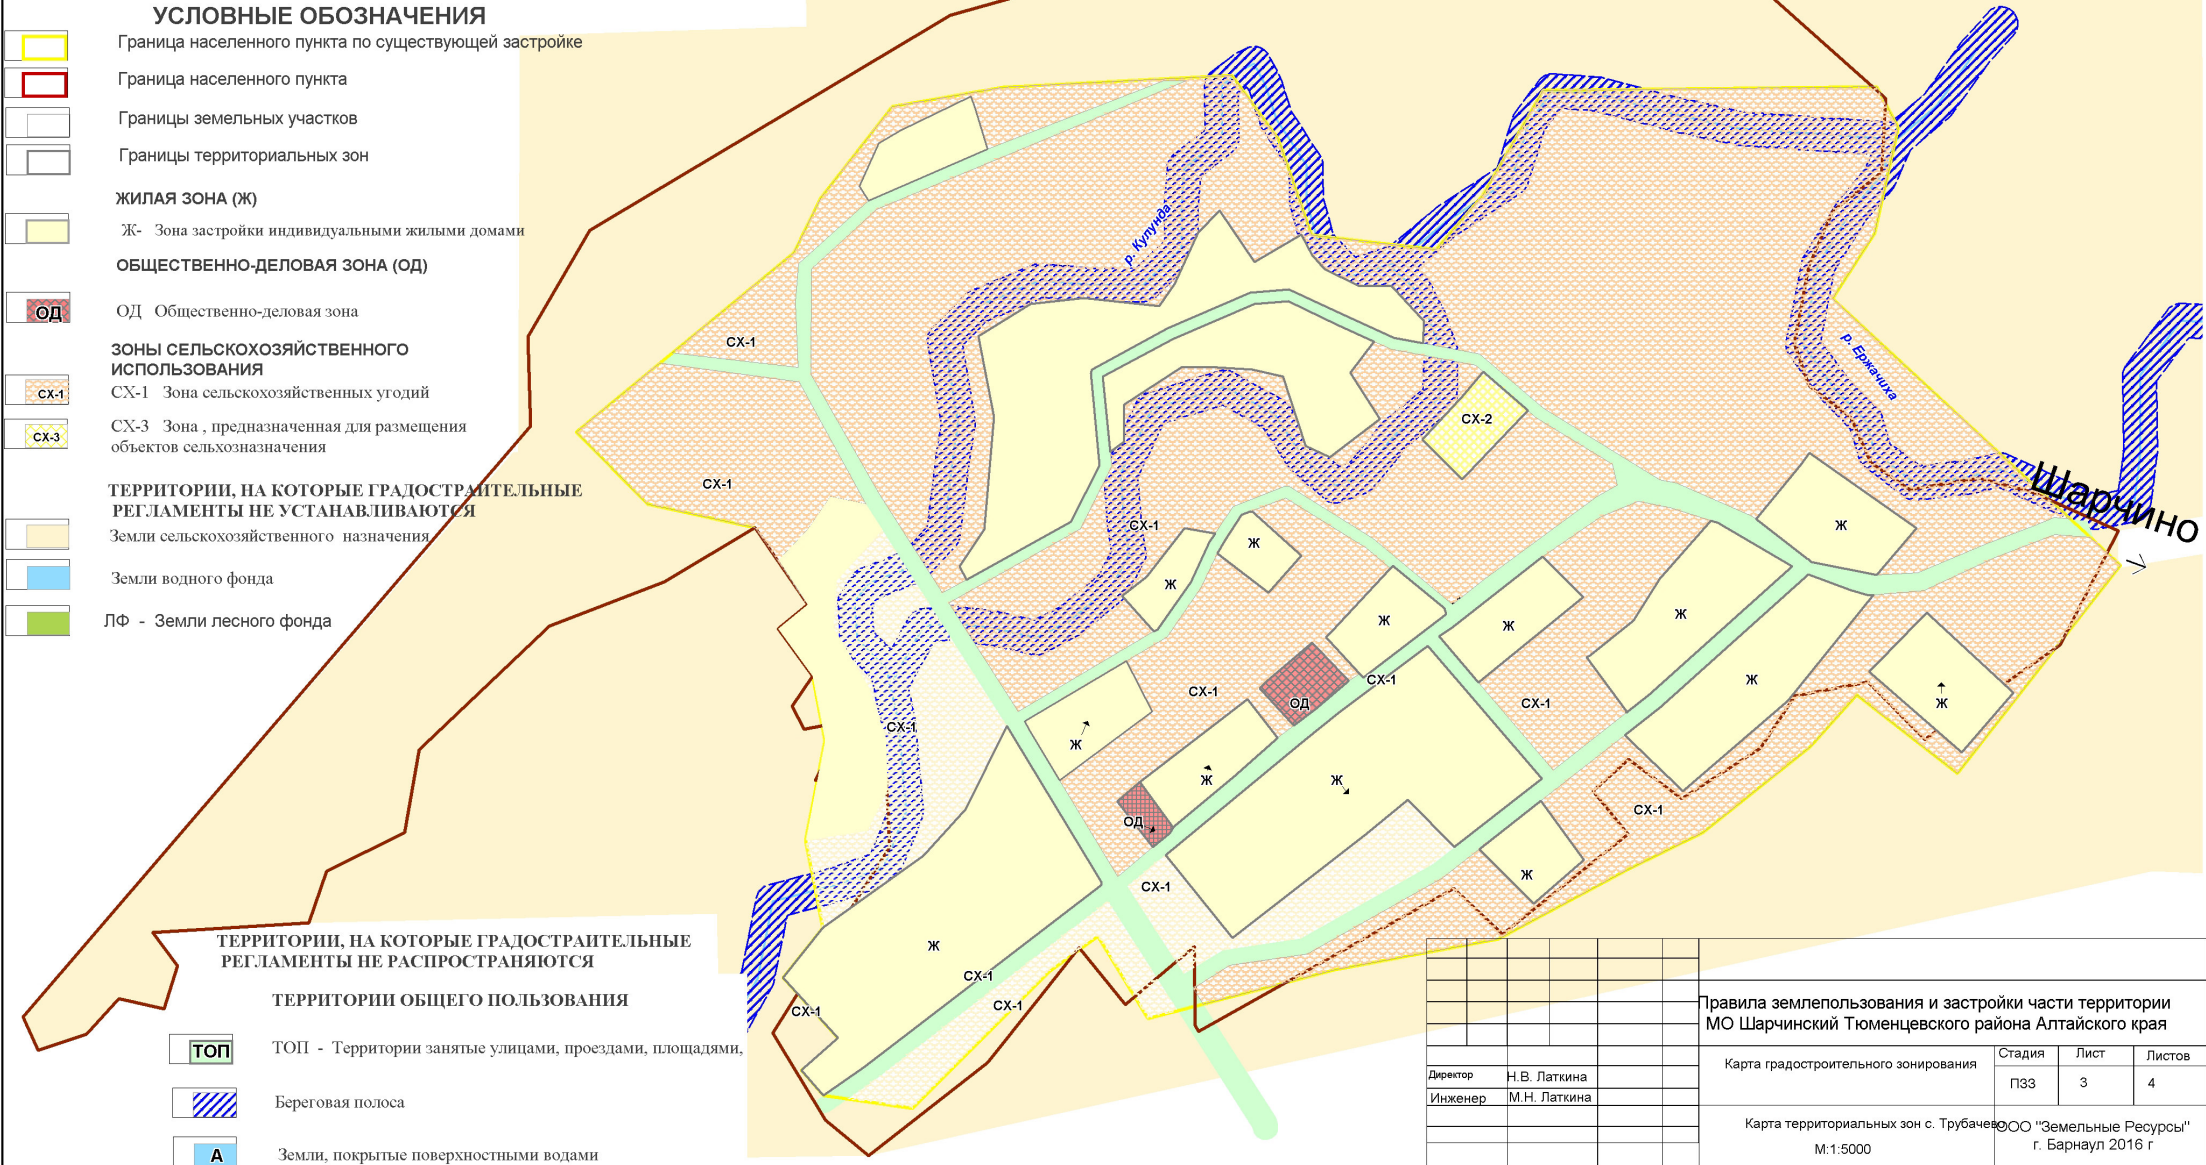 УСЛОВНЫЕ ОБОЗНАЧЕНИЯ
Граница населенного пункта по существующей застройке
Граница населенного пункта
Границы земельных участков
Границы территориальных зон
ЖИЛАЯ ЗОНА (Ж)
Ж- Зона застройки индивидуальными жилыми домами
ОБЩЕСТВЕННО-ДЕЛОВАЯ ЗОНА (ОД)
ОД
ОД Общественно-деловая зона
ЗОНЫ СЕЛЬСКОХОЗЯЙСТВЕННОГО
ИСПОЛЬЗОВАНИЯ
СХ-1
СХ-1 Зона сельскохозяйственных угодий
СХ-3
СХ-3 Зона , предназначенная для размещения
объектов сельхозназначения
ТЕРРИТОРИИ, НА КОТОРЫЕ ГРАДОСТРАИТЕЛЬНЫЕ
РЕГЛАМЕНТЫ НЕ УСТАНАВЛИВАЮТСЯ
Земли сельскохозяйственного назначения
Земли водного фонда
ЛФ - Земли лесного фонда
ТЕРРИТОРИИ, НА КОТОРЫЕ ГРАДОСТРАИТЕЛЬНЫЕ
РЕГЛАМЕНТЫ НЕ РАСПРОСТРАНЯЮТСЯ
ТЕРРИТОРИИ ОБЩЕГО ПОЛЬЗОВАНИЯ
ТОП
ТОП - Территории занятые улицами, проездами, площадями,
Береговая полоса
А
Земли, покрытые поверхностными водами
р. Кулунда
р. Ержачиха
Шарчино
СХ-1
СХ-2
СХ-1
СХ-1
Ж
Ж
Ж
Ж
Ж
Ж
СХ-1
СХ-1
ОД
СХ-1
СХ-1
Ж
Ж
СХ-1
Ж
Ж
Ж
ОД
СХ-1
СХ-1
Ж
Ж
СХ-1
СХ-1
СХ-1
Правила землепользования и застройки части территории
МО Шарчинский Тюменцевского района Алтайского края
Карта градостроительного зонирования
Стадия
Лист
Листов
ПЗЗ
3
4
Директор
Н.В. Латкина
Инженер
М.Н. Латкина
Карта территориальных зон с. Трубачево
М:1:5000
ООО "Земельные Ресурсы"
г. Барнаул 2016 г